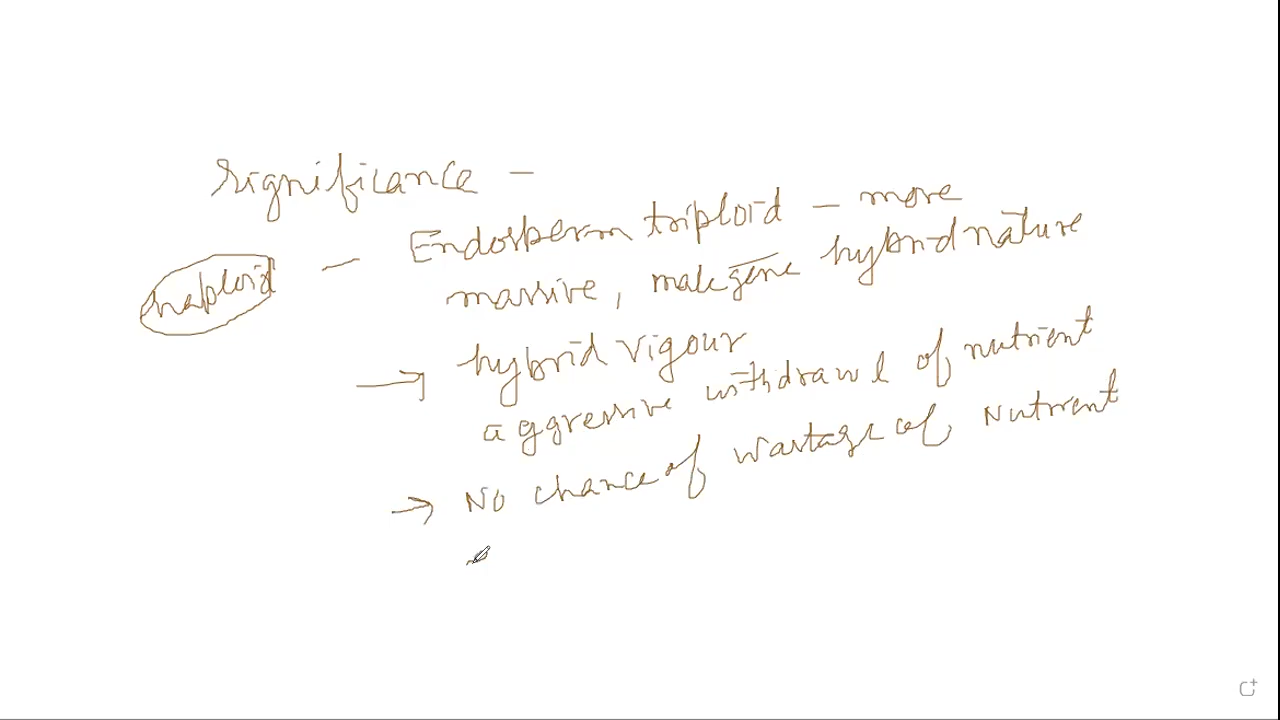 Significance –
Endosperm triploid – more
haploid – massive, male gene hybrid nature
→ hybrid vigour
aggressive withdrawl of nutrient
→ No chance of wastage of Nutrient